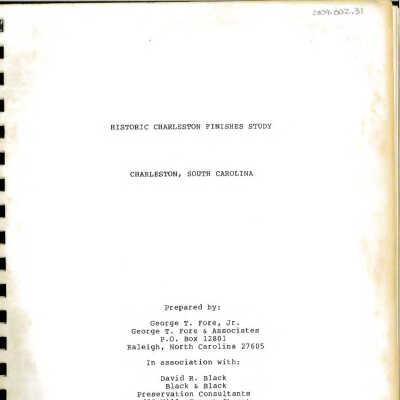 2009.002.31
HISTORIC CHARLESTON FINISHES STUDY
CHARLESTON, SOUTH CAROLINA
Prepared by:
George T. Fore, Jr.
George T. Fore & Associates
P.O. Box 12801
Raleigh, North Carolina 27605
In association with:
David R. Black
Black & Black
Preservation Consultants